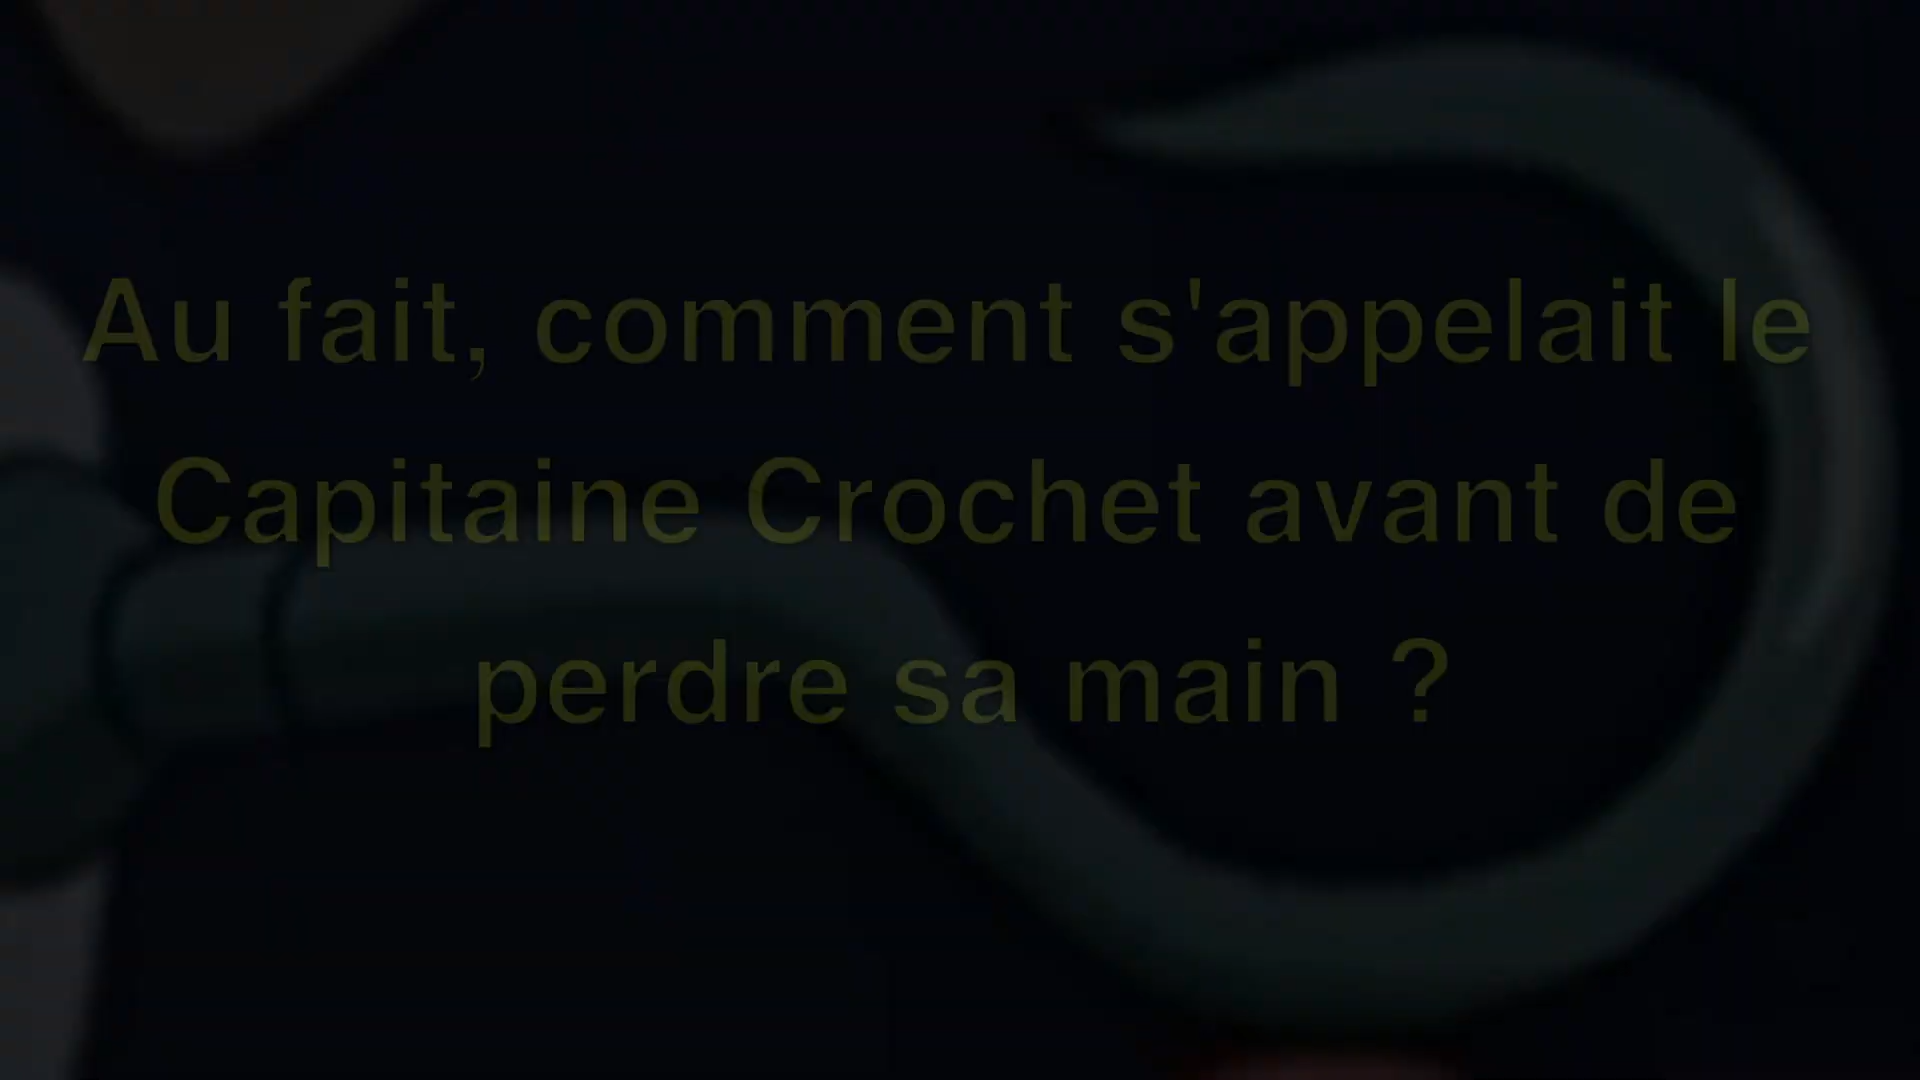 Au fait, comment s'appelait le
Capitaine Crochet avant de
perdre sa main ?